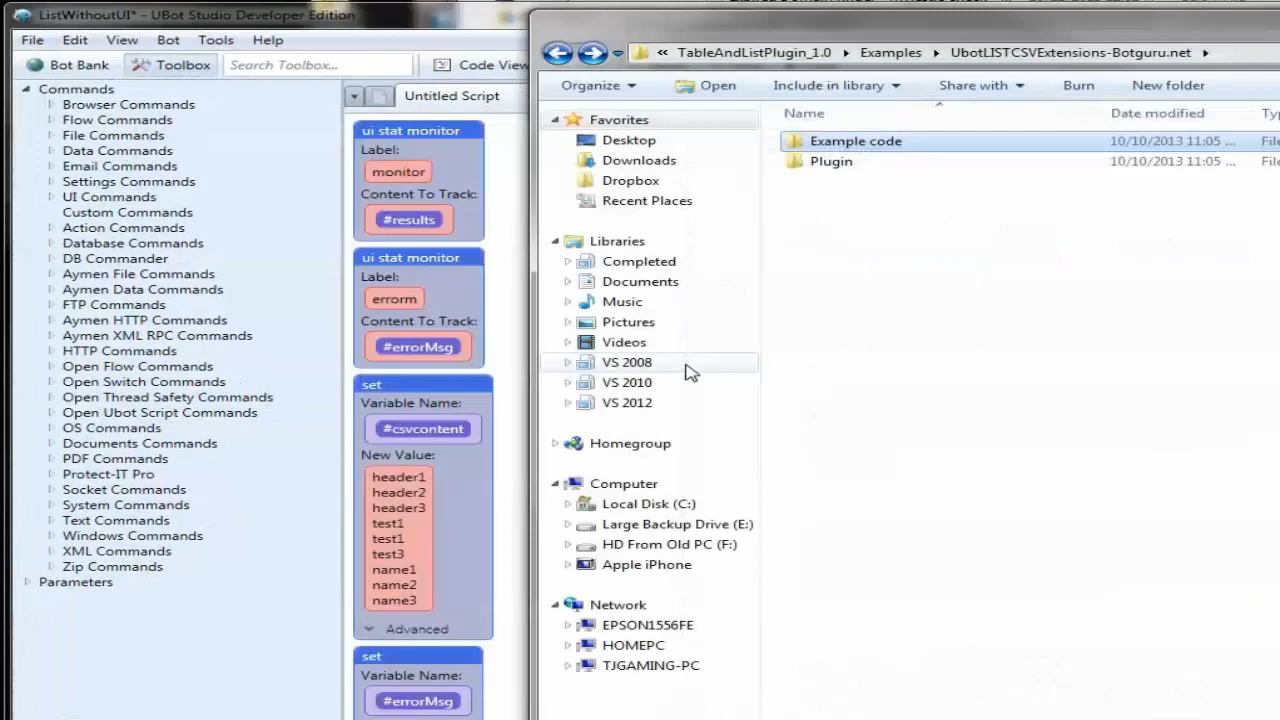 ListWithoutUI* - UBot Studio Developer Edition
File Edit View Bot Tools Help
Bot Bank Toolbox Search Toolbox... Code View
Commands
Browser Commands
Flow Commands
File Commands
Data Commands
Email Commands
Settings Commands
UI Commands
Custom Commands
Action Commands
Database Commands
DB Commander
Aymen File Commands
Aymen Data Commands
FTP Commands
Aymen HTTP Commands
Aymen XML RPC Commands
HTTP Commands
Open Flow Commands
Open Switch Commands
Open Thread Safety Commands
Open Ubot Script Commands
OS Commands
Documents Commands
PDF Commands
Protect-IT Pro
Socket Commands
System Commands
Text Commands
Windows Commands
XML Commands
Zip Commands
Parameters
Untitled Script
ui stat monitor
Label:
monitor
Content To Track:
#results
ui stat monitor
Label:
errorm
Content To Track:
#errorMsg
set
Variable Name:
#csvcontent
New Value:
header1
header2
header3
test1
test1
test3
name1
name2
name3
Advanced
set
Variable Name:
#errorMsg
« TableAndListPlugin_1.0 Examples UbotLISTCSVExtensions-Botguru.net
Organize Open Include in library Share with Burn New folder
Favorites
Desktop
Downloads
Dropbox
Recent Places
Libraries
Completed
Documents
Music
Pictures
Videos
VS 2008
VS 2010
VS 2012
Homegroup
Computer
Local Disk (C:)
Large Backup Drive (E:)
HD From Old PC (F:)
Apple iPhone
Network
EPSON1556FE
HOMEPC
TJGAMING-PC
Name Date modified Ty
Example code 10/10/2013 11:05 ... File
Plugin 10/10/2013 11:05 ... File